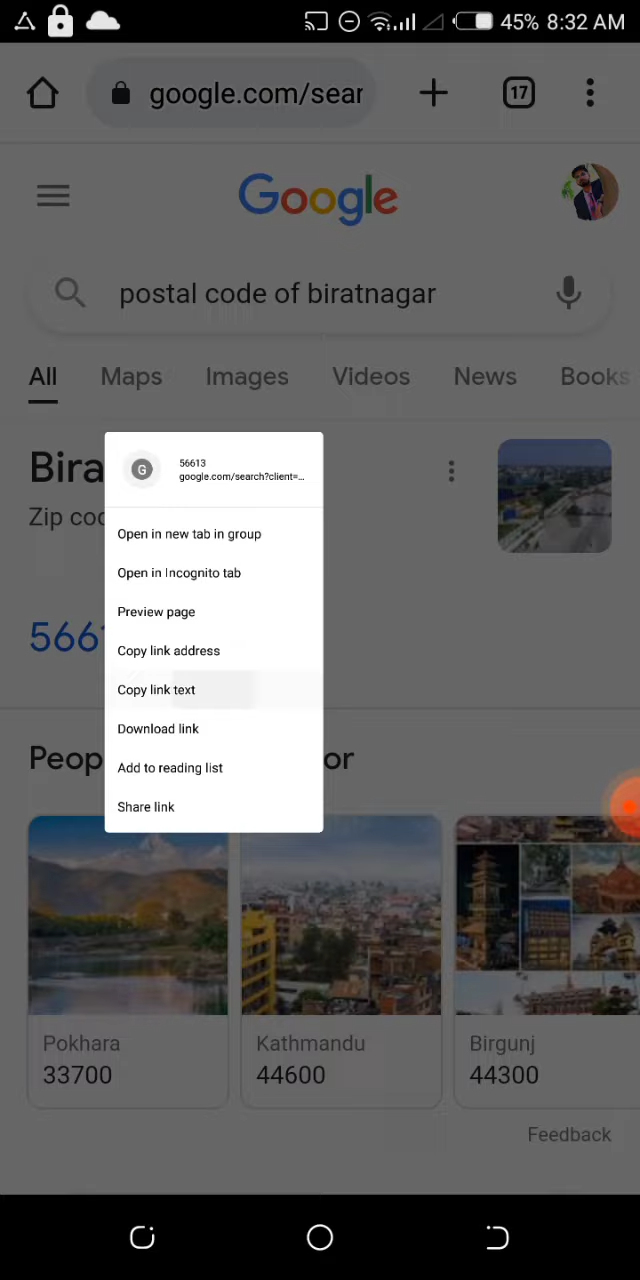 45% 8:32 AM
google.com/sear
17
Google
postal code of biratnagar
All Maps Images Videos News Books
Bira
Zip co
566
56613
google.com/search?client=...
G
Open in new tab in group
Open in Incognito tab
Preview page
Copy link address
Copy link text
Download link
Add to reading list
Share link
Peop
or
Pokhara
33700
Kathmandu
44600
Birgunj
44300
Feedback